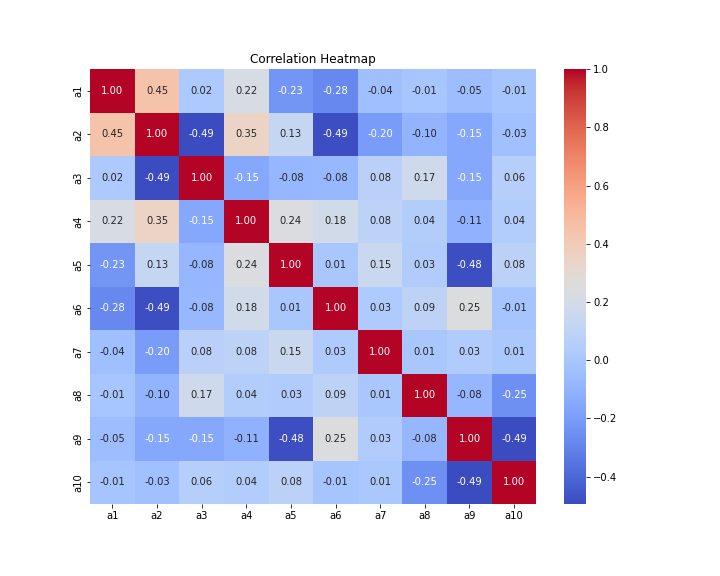 Correlation Heatmap
a1 1.00 0.45 0.02 0.22 -0.23 -0.28 -0.04 -0.01 -0.05 -0.01
a2 0.45 1.00 -0.49 0.35 0.13 -0.49 -0.20 -0.10 -0.15 -0.03
a3 0.02 -0.49 1.00 -0.15 -0.08 -0.08 0.08 0.17 -0.15 0.06
a4 0.22 0.35 -0.15 1.00 0.24 0.18 0.08 0.04 -0.11 0.04
a5 -0.23 0.13 -0.08 0.24 1.00 0.01 0.15 0.03 -0.48 0.08
a6 -0.28 -0.49 -0.08 0.18 0.01 1.00 0.03 0.09 0.25 -0.01
a7 -0.04 -0.20 0.08 0.08 0.15 0.03 1.00 0.01 0.03 0.01
a8 -0.01 -0.10 0.17 0.04 0.03 0.09 0.01 1.00 -0.08 -0.25
a9 -0.05 -0.15 -0.15 -0.11 -0.48 0.25 0.03 -0.08 1.00 -0.49
a10 -0.01 -0.03 0.06 0.04 0.08 -0.01 0.01 -0.25 -0.49 1.00
a1 a2 a3 a4 a5 a6 a7 a8 a9 a10
1.0
0.8
0.6
0.4
0.2
0.0
−0.2
−0.4